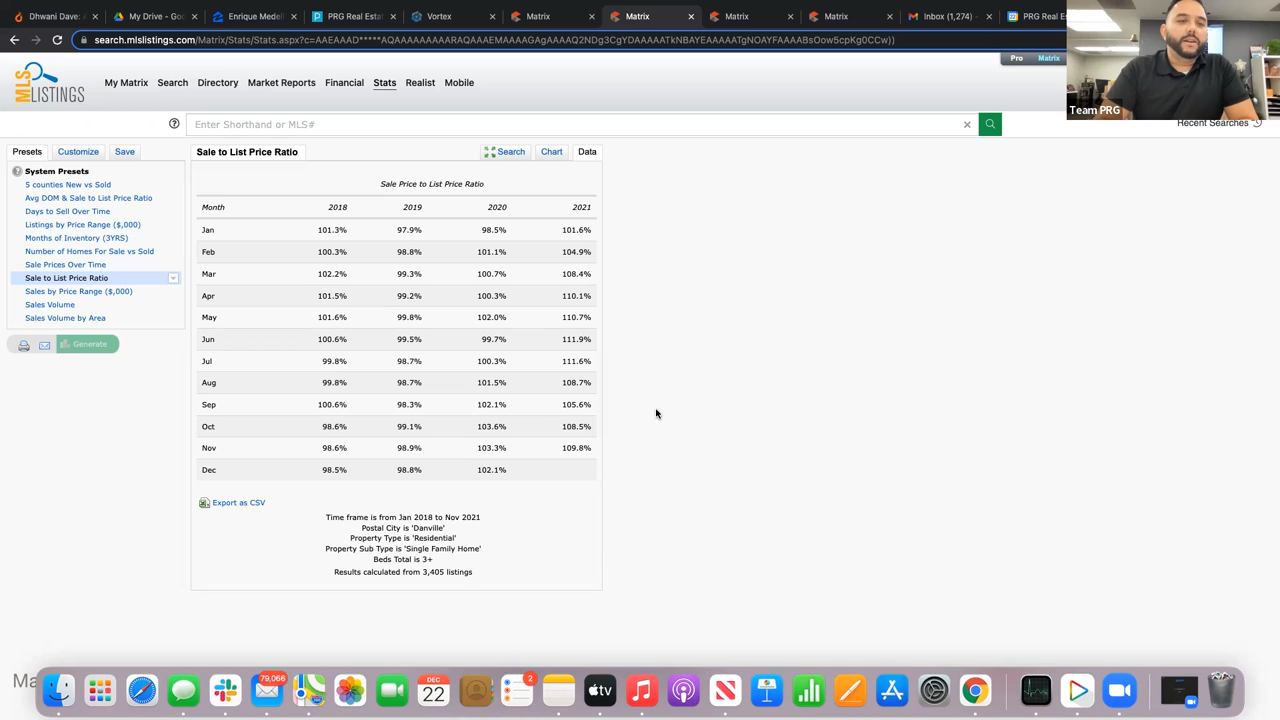 Dhwani Dave: A
My Drive - Goo
Enrique Medell
PRG Real Estat
Vortex
Matrix
Matrix
Matrix
Matrix
Inbox (1,274) -
PRG Real Es
search.mlslistings.com/Matrix/Stats/Stats.aspx?c=AAEAAAD*****AQAAAAAAAAARAQAAAEMAAAAGAgAAAAQ2NDg3CgYDAAAAATkNBAYEAAAAATgNOAYFAAAABsOow5cpKg0CCw))
MLS LISTINGS
My Matrix Search Directory Market Reports Financial Stats Realist Mobile
Pro Matrix
Team PRG
Enter Shorthand or MLS#
Recent Searches
Presets Customize Save
System Presets
5 counties New vs Sold
Avg DOM & Sale to List Price Ratio
Days to Sell Over Time
Listings by Price Range ($,000)
Months of Inventory (3YRS)
Number of Homes For Sale vs Sold
Sale Prices Over Time
Sale to List Price Ratio
Sales by Price Range ($,000)
Sales Volume
Sales Volume by Area
Generate
Sale to List Price Ratio Search Chart Data
Sale Price to List Price Ratio
Month 2018 2019 2020 2021
Jan 101.3% 97.9% 98.5% 101.6%
Feb 100.3% 98.8% 101.1% 104.9%
Mar 102.2% 99.3% 100.7% 108.4%
Apr 101.5% 99.2% 100.3% 110.1%
May 101.6% 99.8% 102.0% 110.7%
Jun 100.6% 99.5% 99.7% 111.9%
Jul 99.8% 98.7% 100.3% 111.6%
Aug 99.8% 98.7% 101.5% 108.7%
Sep 100.6% 98.3% 102.1% 105.6%
Oct 98.6% 99.1% 103.6% 108.5%
Nov 98.6% 98.9% 103.3% 109.8%
Dec 98.5% 98.8% 102.1%
Export as CSV
Time frame is from Jan 2018 to Nov 2021
Postal City is 'Danville'
Property Type is 'Residential'
Property Sub Type is 'Single Family Home'
Beds Total is 3+
Results calculated from 3,405 listings
Ma
79,066
DEC
22
2
tv